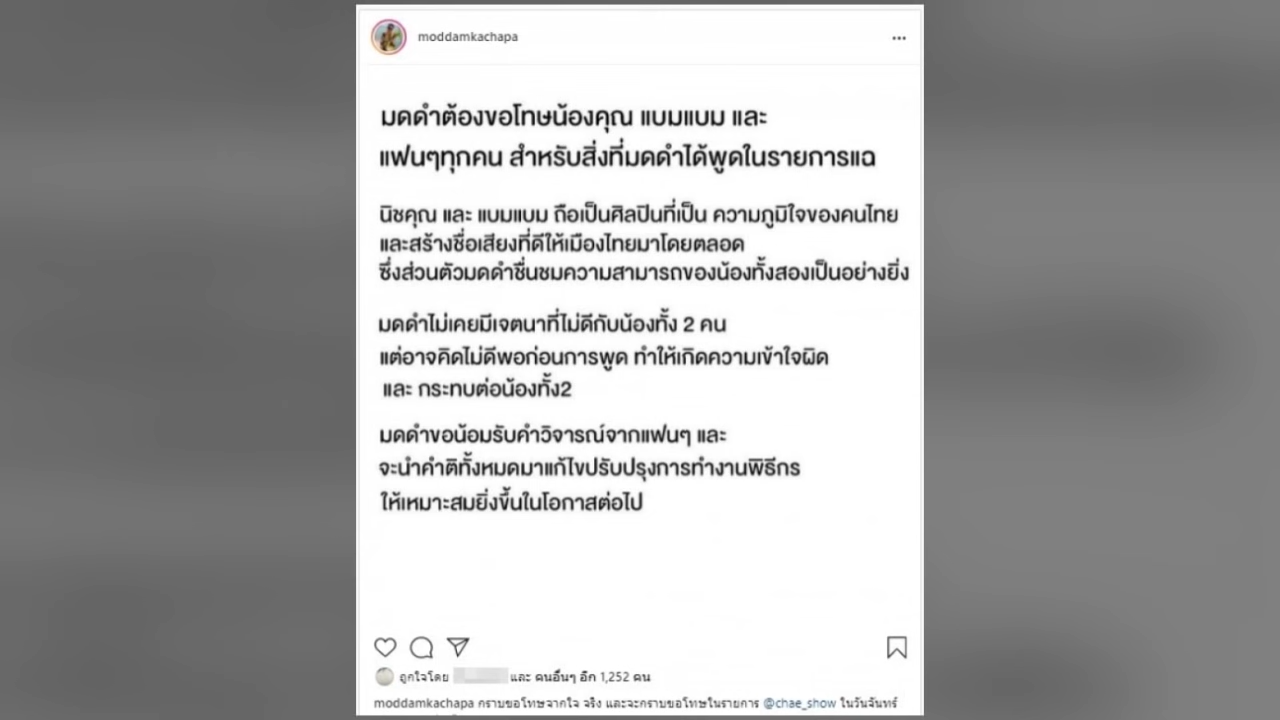 moddamkachapa
มดดำต้องขอโทษน้องคุณ แบมแบม และ
แฟนๆทุกคน สำหรับสิ่งที่มดดำได้พูดในรายการแฉ
นิชคุณ และ แบมแบม ถือเป็นศิลปินที่เป็น ความภูมิใจของคนไทย
และสร้างชื่อเสียงที่ดีให้เมืองไทยมาโดยตลอด
ซึ่งส่วนตัวมดดำชื่นชมความสามารถของน้องทั้งสองเป็นอย่างยิ่ง
มดดำไม่เคยมีเจตนาที่ไม่ดีกับน้องทั้ง 2 คน
แต่อาจคิดไม่ดีพอก่อนการพูด ทำให้เกิดความเข้าใจผิด
และ กระทบต่อน้องทั้ง2
มดดำขอน้อมรับคำวิจารณ์จากแฟนๆ และ
จะนำคำติทั้งหมดมาแก้ไขปรับปรุงการทำงานพิธีกร
ให้เหมาะสมยิ่งขึ้นในโอกาสต่อไป
ถูกใจโดย และ คนอื่นๆ อีก 1,252 คน
moddamkachapa กราบขอโทษจากใจ จริง และจะกราบขอโทษในรายการ @chae_show ในวันจันทร์